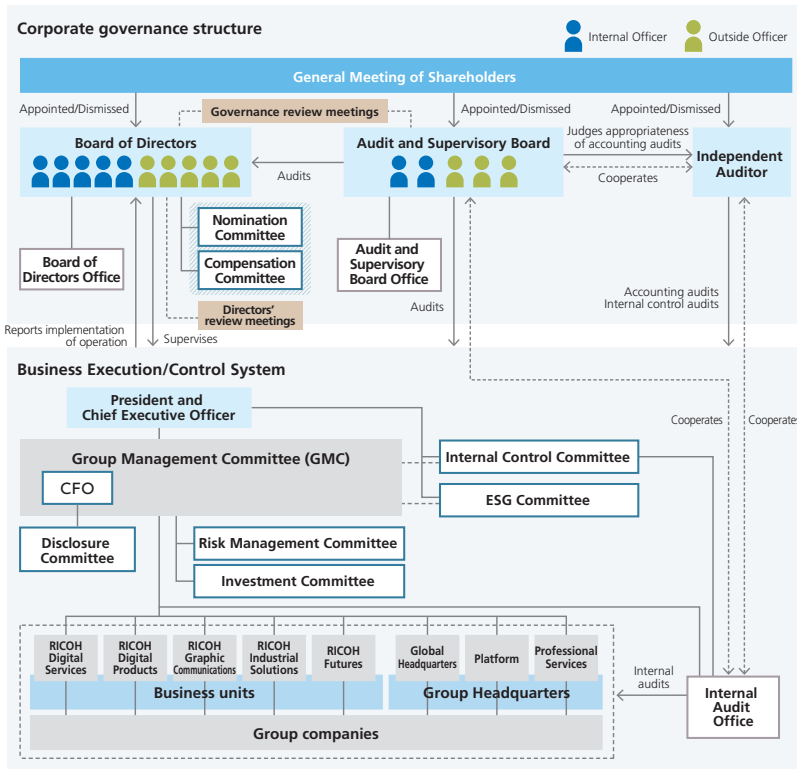 Corporate governance structure
Internal Officer
Outside Officer
General Meeting of Shareholders
Appointed/Dismissed
Governance review meetings
Appointed/Dismissed
Appointed/Dismissed
Board of Directors
Audits
Audit and Supervisory Board
Judges appropriateness
of accounting audits
Cooperates
Independent
Auditor
Nomination
Committee
Compensation
Committee
Board of
Directors Office
Audit and
Supervisory
Board Office
Directors'
review meetings
Reports implementation
of operation
Supervises
Audits
Accounting audits
Internal control audits
Business Execution/Control System
President and
Chief Executive Officer
Cooperates
Cooperates
Group Management Committee (GMC)
CFO
Internal Control Committee
ESG Committee
Disclosure
Committee
Risk Management Committee
Investment Committee
RICOH
Digital
Services
RICOH
Digital
Products
RICOH
Graphic
Communications
RICOH
Industrial
Solutions
RICOH
Futures
Global
Headquarters
Platform
Professional
Services
Business units
Group Headquarters
Internal
audits
Internal
Audit
Office
Group companies